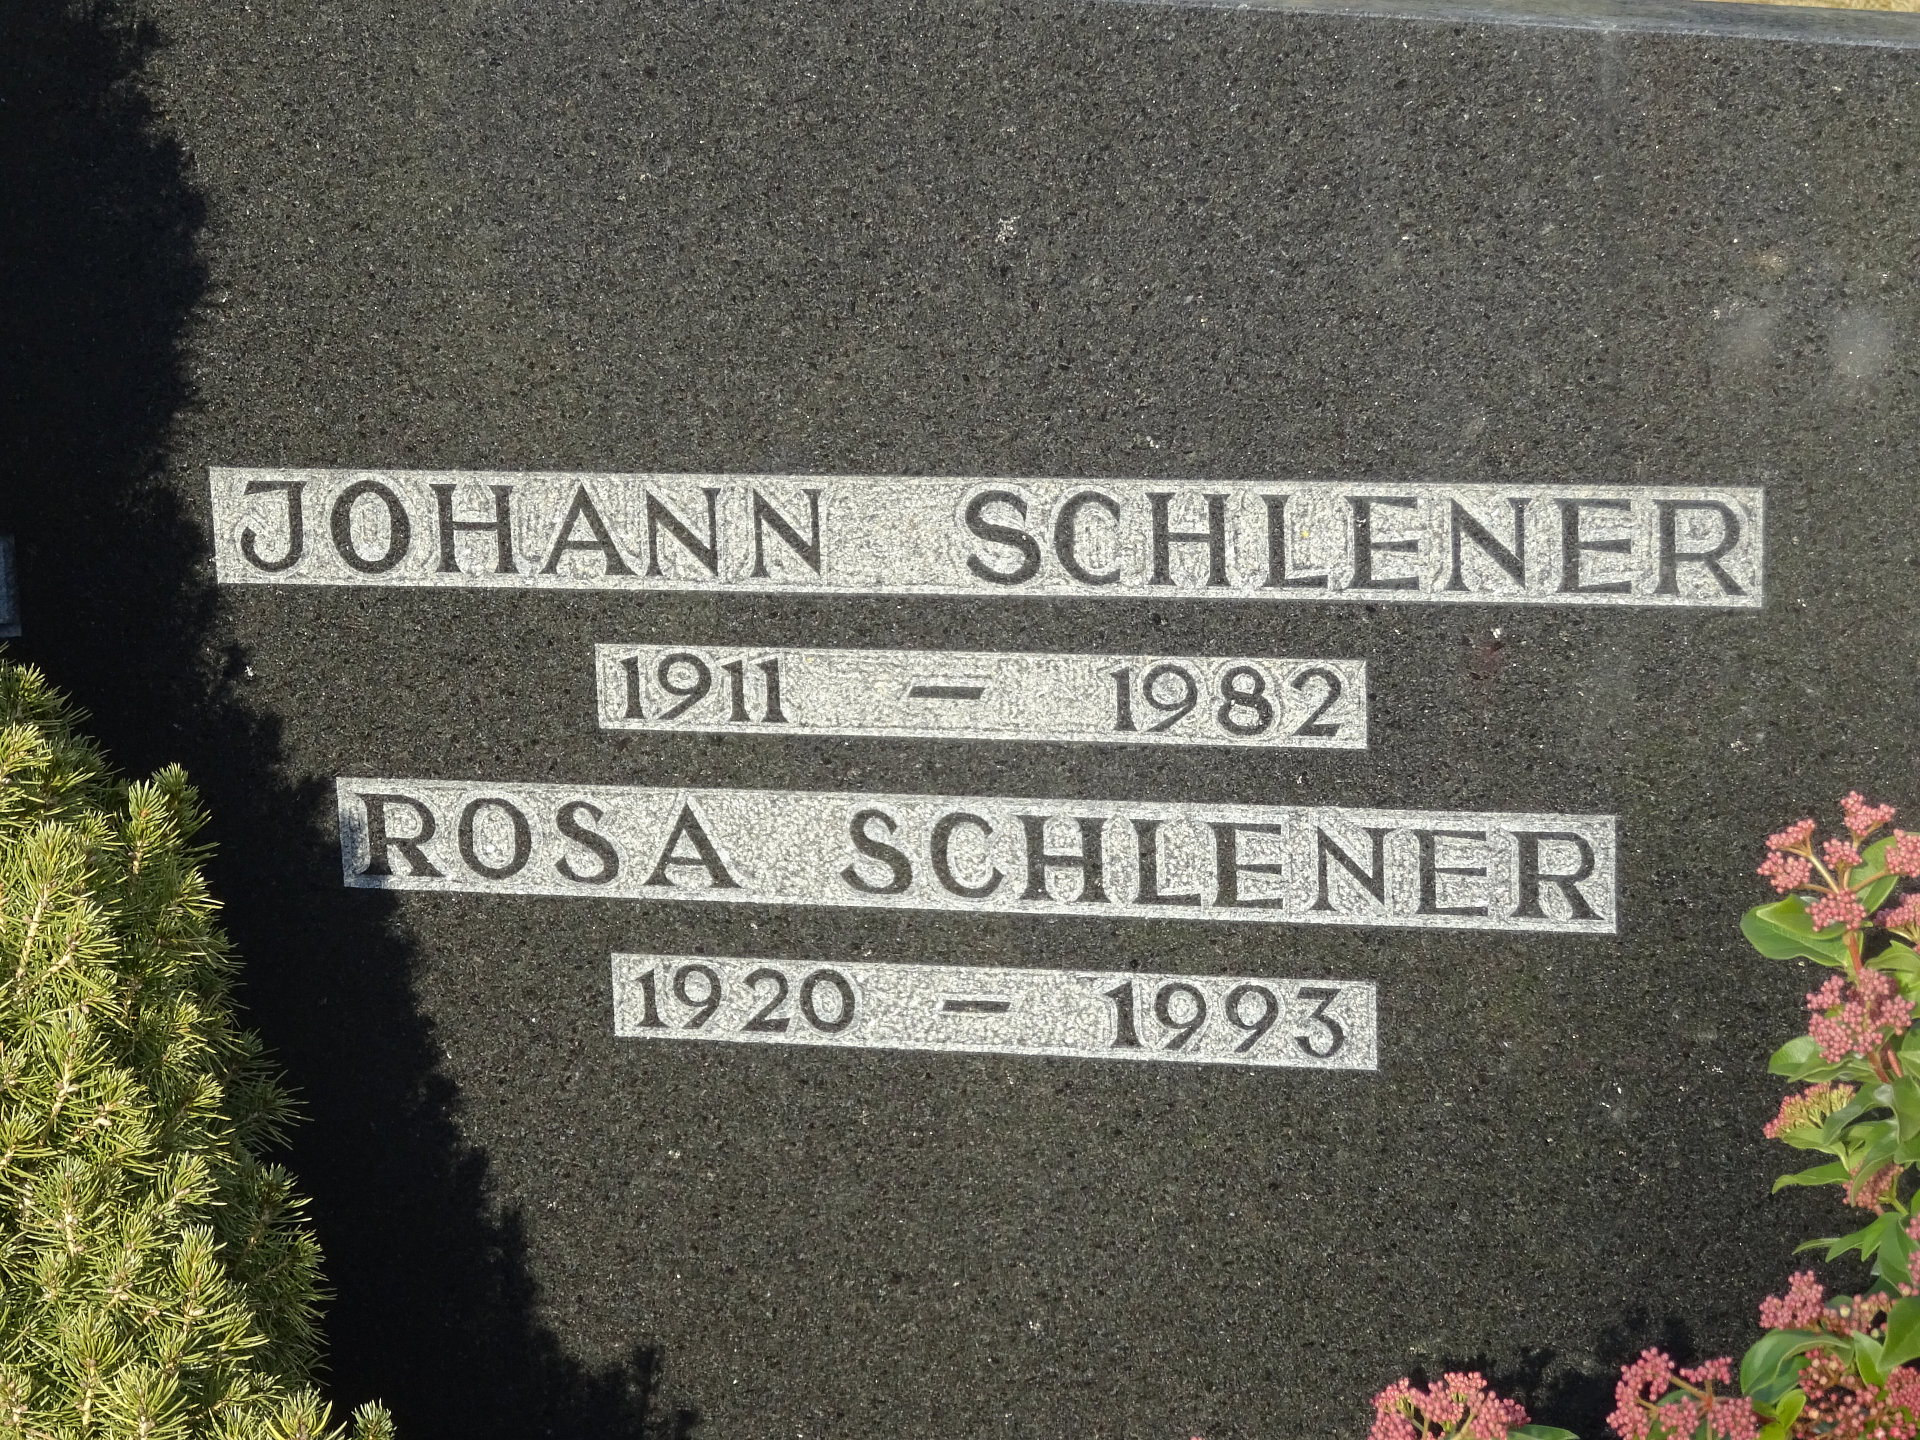 JOHANN SCHLENER
1911 – 1982
ROSA SCHLENER
1920 – 1993